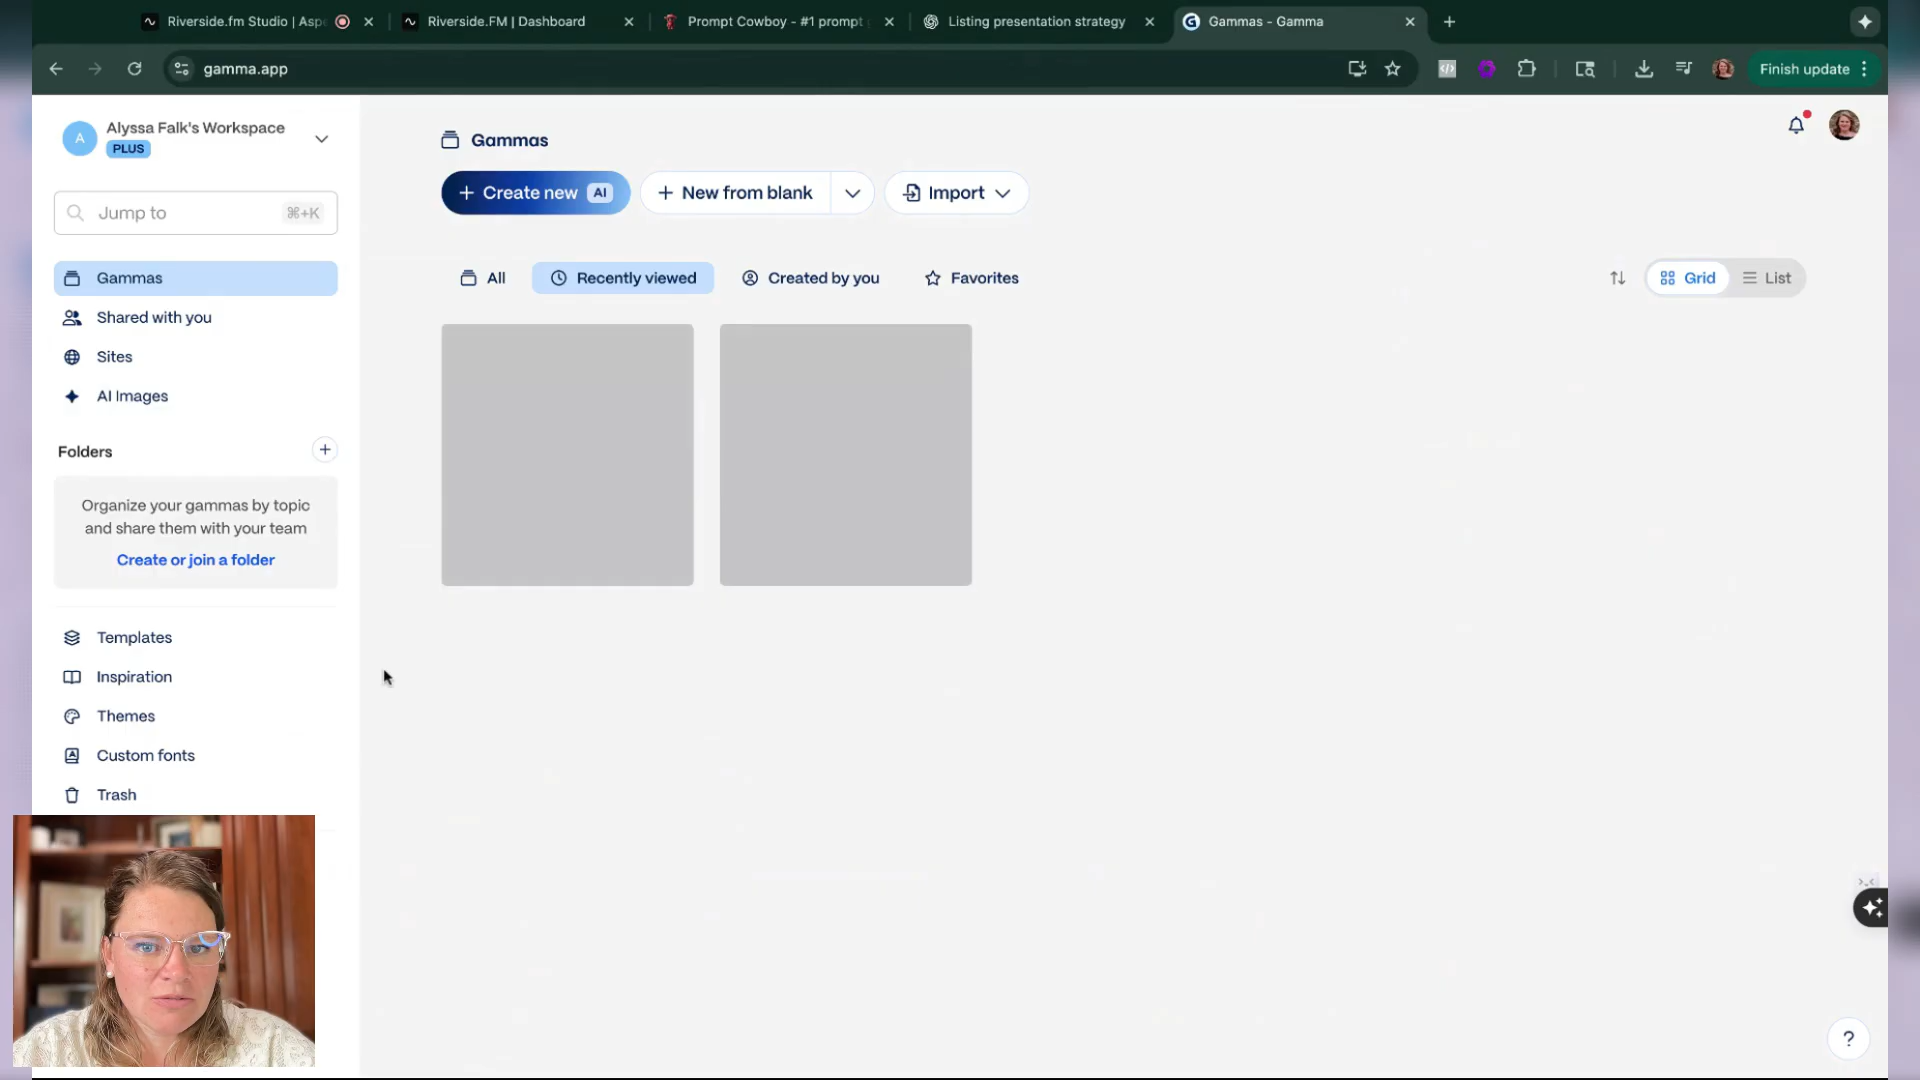 Riverside.fm Studio | Aspe
Riverside.FM | Dashboard
Prompt Cowboy - #1 prompt
Listing presentation strategy
Gammas - Gamma
gamma.app
Finish update
A
Alyssa Falk's Workspace
PLUS
Jump to
⌘+K
Gammas
Shared with you
Sites
AI Images
Folders
Organize your gammas by topic
and share them with your team
Create or join a folder
Templates
Inspiration
Themes
Custom fonts
Trash
Gammas
+ Create new AI
+ New from blank
Import
All
Recently viewed
Created by you
Favorites
Grid
List
?